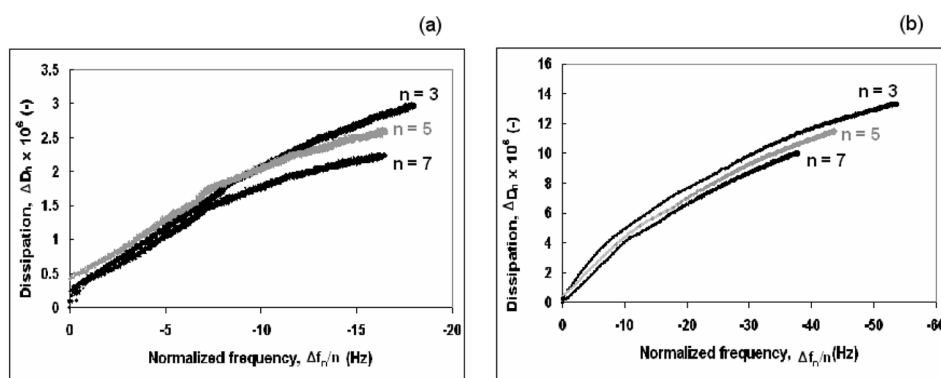 (a)
Dissipation, ΔDₙ × 10⁶ (-)
3.5
3
2.5
2
1.5
1
0.5
0
n = 3
n = 5
n = 7
0 -5 -10 -15 -20
Normalized frequency, Δfₙ/n (Hz)
(b)
Dissipation, ΔDₙ × 10⁶ (-)
16
14
12
10
8
6
4
2
0
n = 3
n = 5
n = 7
0 -10 -20 -30 -40 -50 -60
Normalized frequency, Δfₙ/n (Hz)